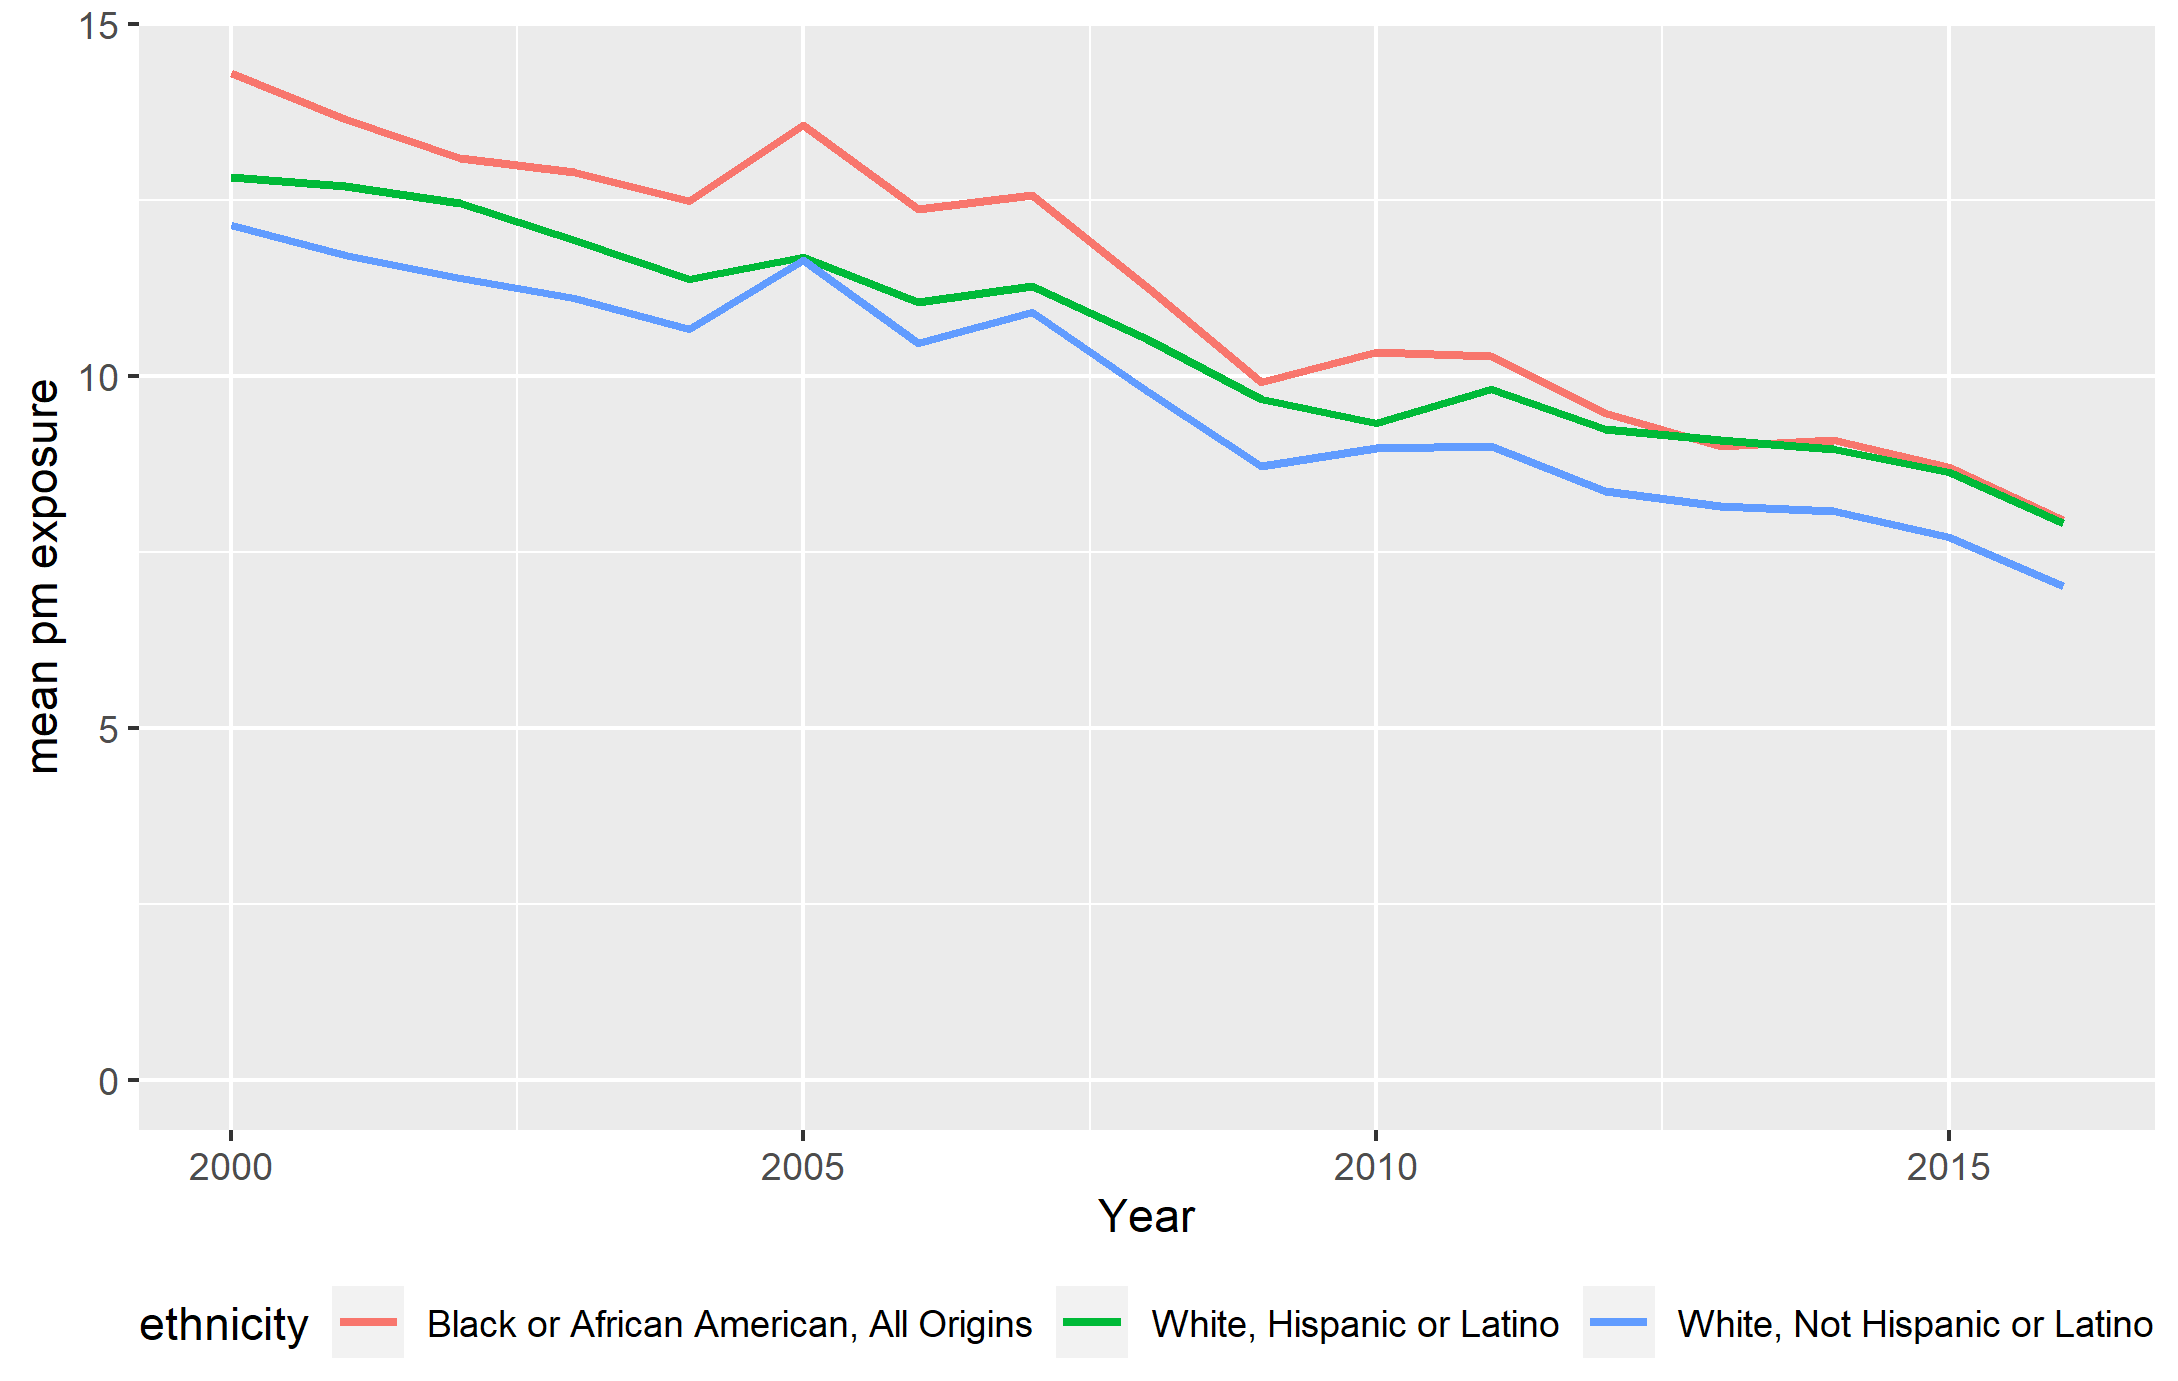 15
10
5
0
mean pm exposure
2000 2005 2010 2015
Year
ethnicity Black or African American, All Origins White, Hispanic or Latino White, Not Hispanic or Latino